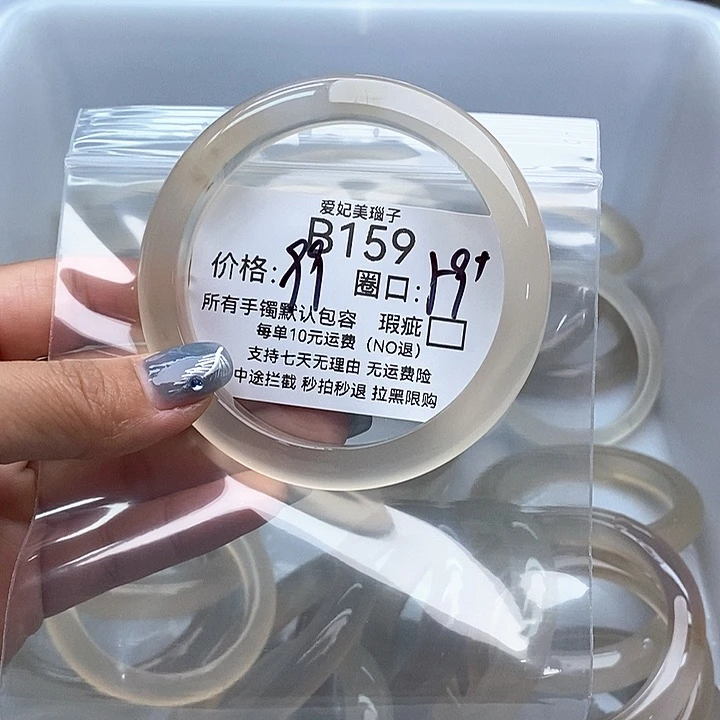 爱妃美瑙子
B159
价格:99 圈口:59+
所有手镯默认包容 瑕疵
每单10元运费（NO退）
支持七天无理由 无运费险
中途拦截 秒拍秒退 拉黑限购